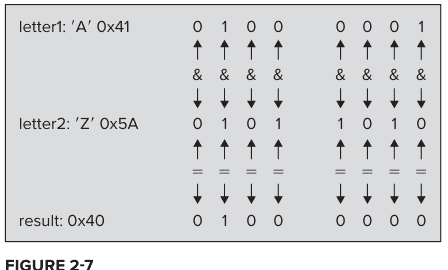 letter1: 'A' 0x41 0 1 0 0 0 0 0 1
& & & & & & & &
letter2: 'Z' 0x5A 0 1 0 1 1 0 1 0
= = = = = = = =
result: 0x40 0 1 0 0 0 0 0 0
FIGURE 2-7